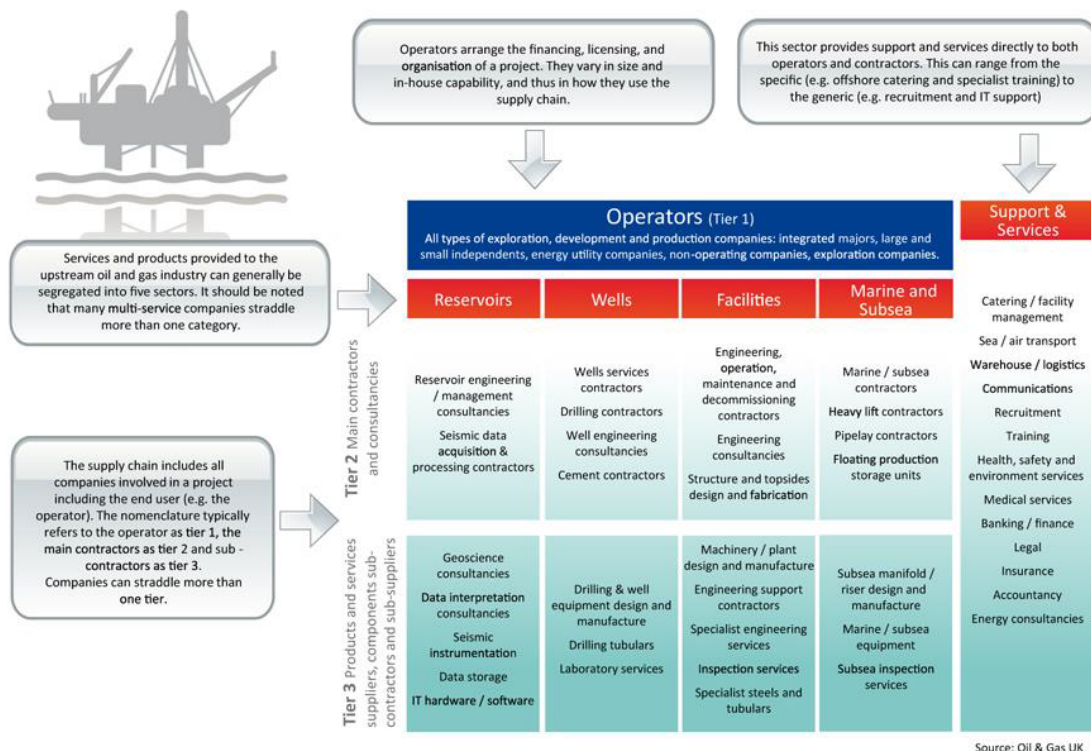 Operators arrange the financing, licensing, and
organisation of a project. They vary in size and
in-house capability, and thus in how they use the
supply chain.
This sector provides support and services directly to both
operators and contractors. This can range from the
specific (e.g. offshore catering and specialist training) to
the generic (e.g. recruitment and IT support)
Services and products provided to the
upstream oil and gas industry can generally be
segregated into five sectors. It should be noted
that many multi-service companies straddle
more than one category.
The supply chain includes all
companies involved in a project
including the end user (e.g. the
operator). The nomenclature typically
refers to the operator as tier 1, the
main contractors as tier 2 and sub -
contractors as tier 3.
Companies can straddle more than
one tier.
Operators (Tier 1)
All types of exploration, development and production companies: integrated majors, large and
small independents, energy utility companies, non-operating companies, exploration companies.
Support &
Services
Reservoirs
Wells
Facilities
Marine and
Subsea
Tier 2 Main contractors
and consultancies
Reservoir engineering
/ management
consultancies
Seismic data
acquisition &
processing contractors
Wells services
contractors
Drilling contractors
Well engineering
consultancies
Cement contractors
Engineering,
operation,
maintenance and
decommissioning
contractors
Engineering
consultancies
Structure and topsides
design and fabrication
Marine / subsea
contractors
Heavy lift contractors
Pipelay contractors
Floating production
storage units
Tier 3 Products and services
suppliers, components sub-
contractors and sub-suppliers
Geoscience
consultancies
Data interpretation
consultancies
Seismic
instrumentation
Data storage
IT hardware / software
Drilling & well
equipment design and
manufacture
Drilling tubulars
Laboratory services
Machinery / plant
design and manufacture
Engineering support
contractors
Specialist engineering
services
Inspection services
Specialist steels and
tubulars
Subsea manifold /
riser design and
manufacture
Marine / subsea
equipment
Subsea inspection
services
Catering / facility
management
Sea / air transport
Warehouse / logistics
Communications
Recruitment
Training
Health, safety and
environment services
Medical services
Banking / finance
Legal
Insurance
Accountancy
Energy consultancies
Source: Oil & Gas UK